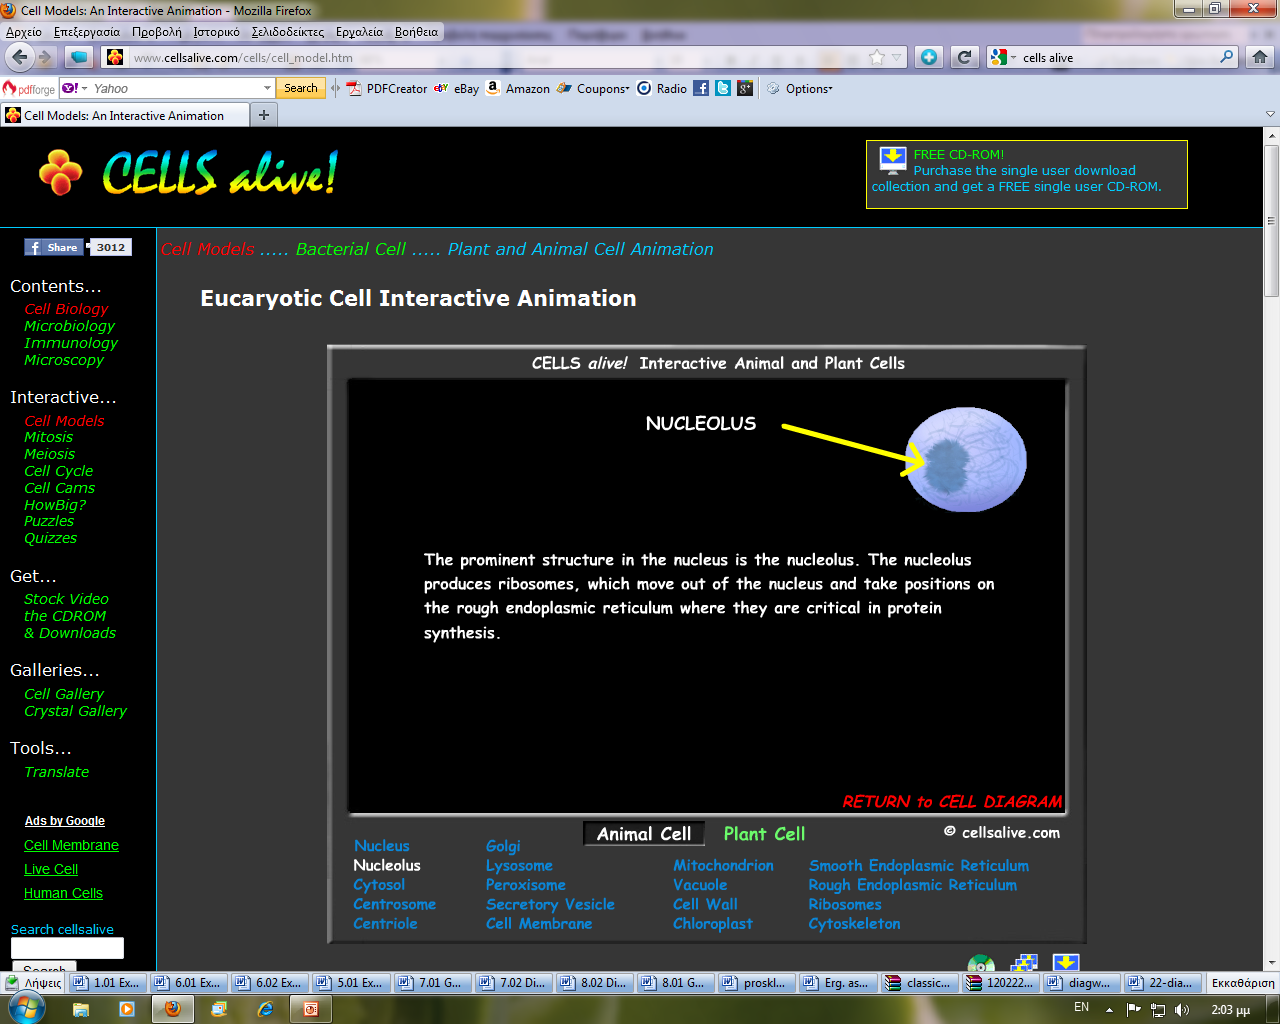 Cell Models: An Interactive Animation - Mozilla Firefox
Αρχείο Επεξεργασία Προβολή Ιστορικό Σελιδοδείκτες Εργαλεία Βοήθεια
www.cellsalive.com/cells/cell_model.htm
cells alive
pdfforge Yahoo Search PDFCreator eBay Amazon Coupons Radio Options
Cell Models: An Interactive Animation
CELLS alive!
FREE CD-ROM!
Purchase the single user download
collection and get a FREE single user CD-ROM.
Share 3012
Cell Models ..... Bacterial Cell ..... Plant and Animal Cell Animation
Eucaryotic Cell Interactive Animation
Contents...
Cell Biology
Microbiology
Immunology
Microscopy
Interactive...
Cell Models
Mitosis
Meiosis
Cell Cycle
Cell Cams
HowBig?
Puzzles
Quizzes
Get...
Stock Video
the CDROM
& Downloads
Galleries...
Cell Gallery
Crystal Gallery
Tools...
Translate
Ads by Google
Cell Membrane
Live Cell
Human Cells
Search cellsalive
Search
CELLS alive! Interactive Animal and Plant Cells
NUCLEOLUS
The prominent structure in the nucleus is the nucleolus. The nucleolus
produces ribosomes, which move out of the nucleus and take positions on
the rough endoplasmic reticulum where they are critical in protein
synthesis.
RETURN to CELL DIAGRAM
Animal Cell Plant Cell © cellsalive.com
Nucleus
Nucleolus
Cytosol
Centrosome
Centriole
Golgi
Lysosome
Peroxisome
Secretory Vesicle
Cell Membrane
Mitochondrion
Vacuole
Cell Wall
Chloroplast
Smooth Endoplasmic Reticulum
Rough Endoplasmic Reticulum
Ribosomes
Cytoskeleton
Λήψεις 1.01 Ex... 6.01 Ex... 6.02 Ex... 5.01 Ex... 7.01 G... 7.02 Di... 8.02 Di... 8.01 G... proskl... Erg. as... classic... 120222... diagw... 22-dia... Εκκαθάριση
EN 2:03 μμ